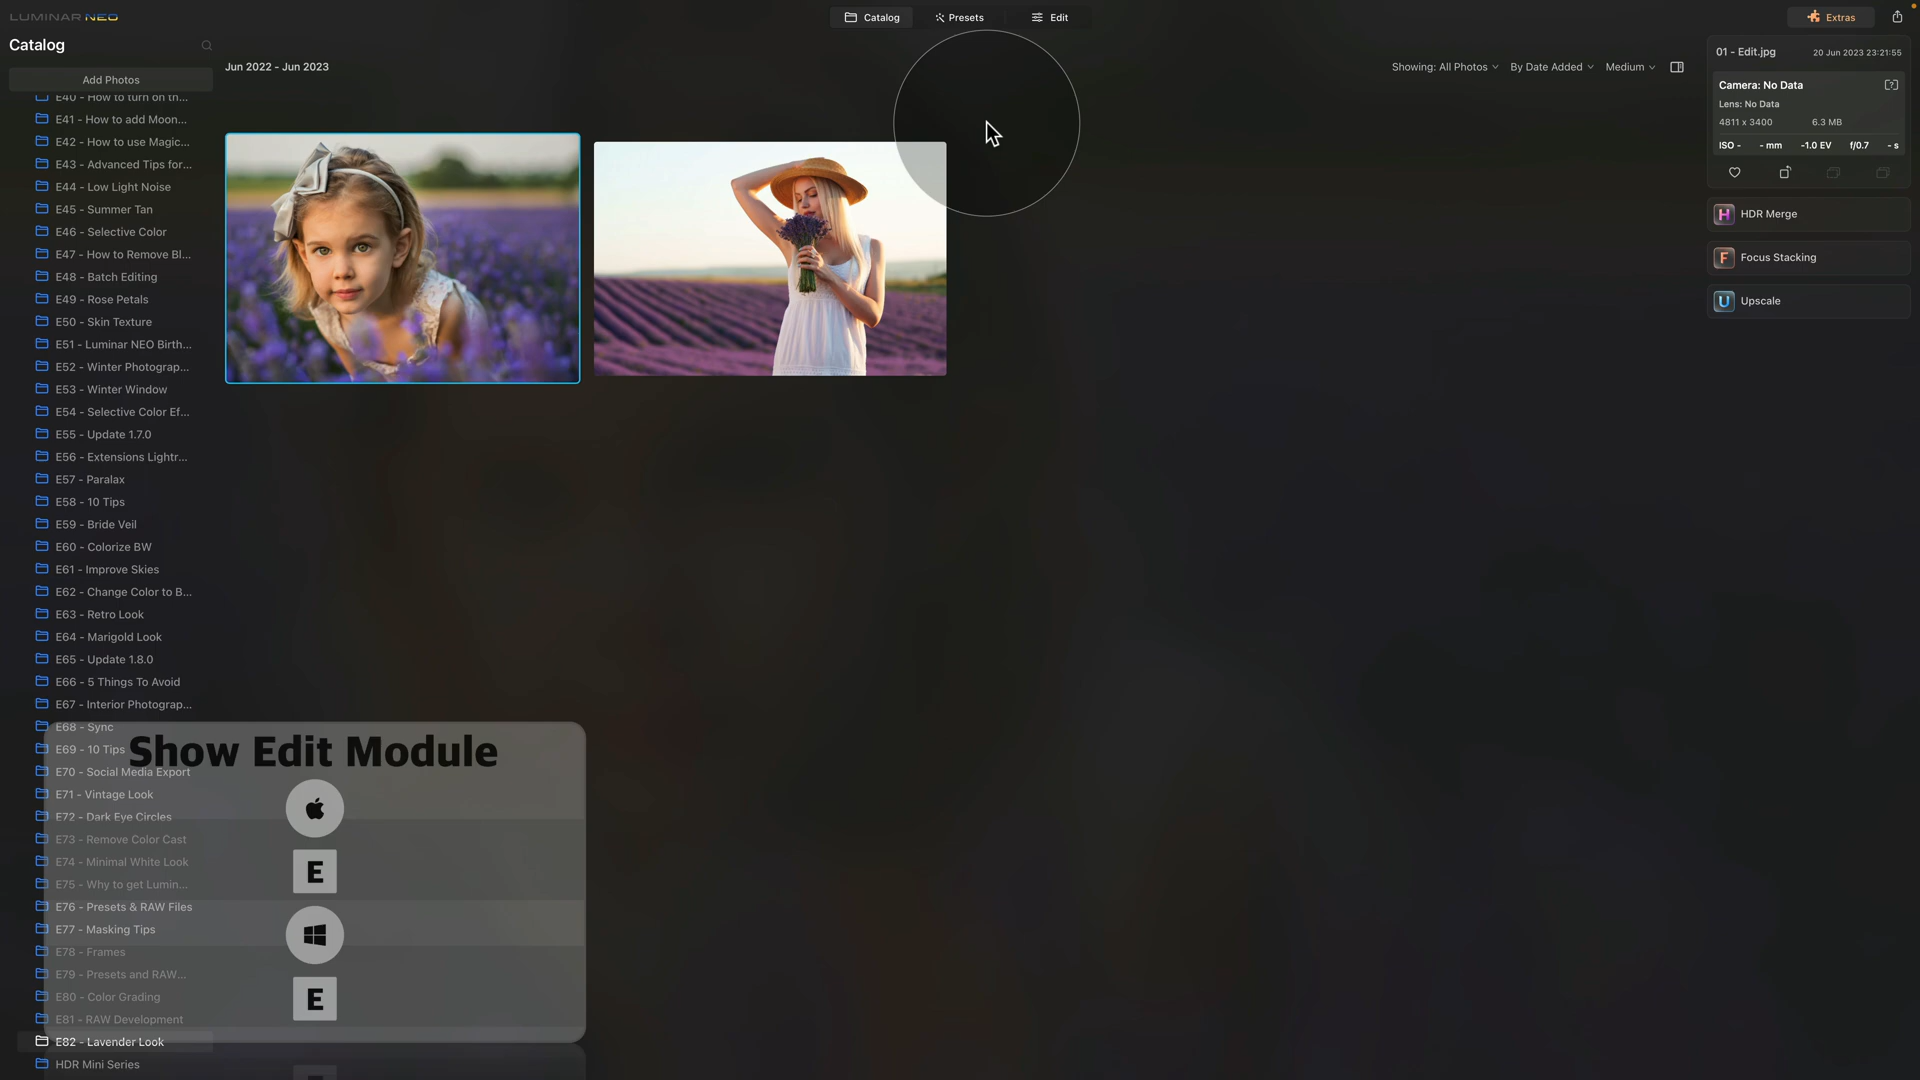 LUMINAR NEO
Catalog
Presets
Edit
Extras
Catalog
Add Photos
Jun 2022 - Jun 2023
Showing: All Photos
By Date Added
Medium
E40 - How to turn on th...
E41 - How to add Moon...
E42 - How to use Magic...
E43 - Advanced Tips for...
E44 - Low Light Noise
E45 - Summer Tan
E46 - Selective Color
E47 - How to Remove Bl...
E48 - Batch Editing
E49 - Rose Petals
E50 - Skin Texture
E51 - Luminar NEO Birth...
E52 - Winter Photograp...
E53 - Winter Window
E54 - Selective Color Ef...
E55 - Update 1.7.0
E56 - Extensions Lightr...
E57 - Paralax
E58 - 10 Tips
E59 - Bride Veil
E60 - Colorize BW
E61 - Improve Skies
E62 - Change Color to B...
E63 - Retro Look
E64 - Marigold Look
E65 - Update 1.8.0
E66 - 5 Things To Avoid
E67 - Interior Photograp...
E68 - Sync
E69 - 10 Tips
E70 - Social Media Export
E71 - Vintage Look
E72 - Dark Eye Circles
E73 - Remove Color Cast
E74 - Minimal White Look
E75 - Why to get Lumin...
E76 - Presets & RAW Files
E77 - Masking Tips
E78 - Frames
E79 - Presets and RAW...
E80 - Color Grading
E81 - RAW Development
E82 - Lavender Look
HDR Mini Series
Show Edit Module
E
E
01 - Edit.jpg
20 Jun 2023 23:21:55
Camera: No Data
Lens: No Data
4811 x 3400
6.3 MB
ISO -
- mm
-1.0 EV
f/0.7
- s
H
HDR Merge
F
Focus Stacking
U
Upscale